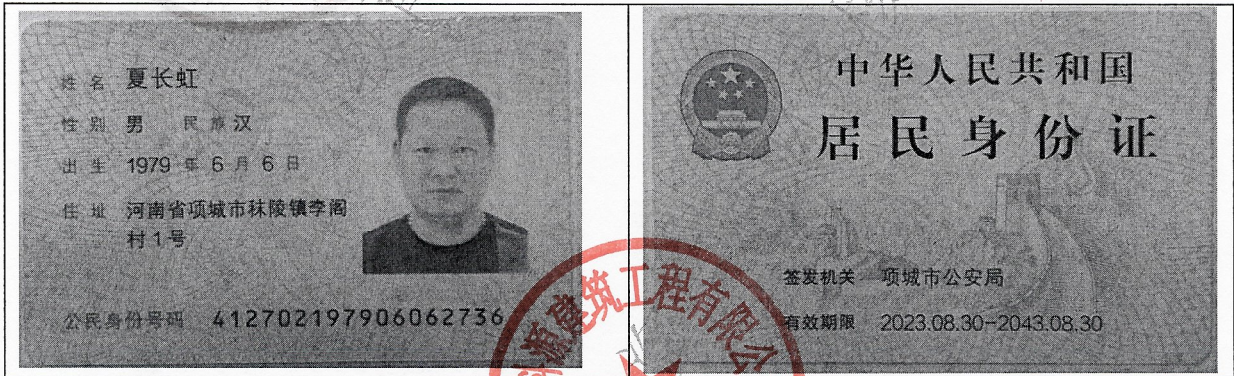 姓名 夏长虹
性别 男 民族 汉
出生 1979 年 6 月 6 日
住址 河南省项城市秣陵镇李阁
村1号
公民身份号码 412702197906062736
中华人民共和国
居民身份证
签发机关 项城市公安局
有效期限 2023.08.30-2043.08.30
源建筑工程有限公